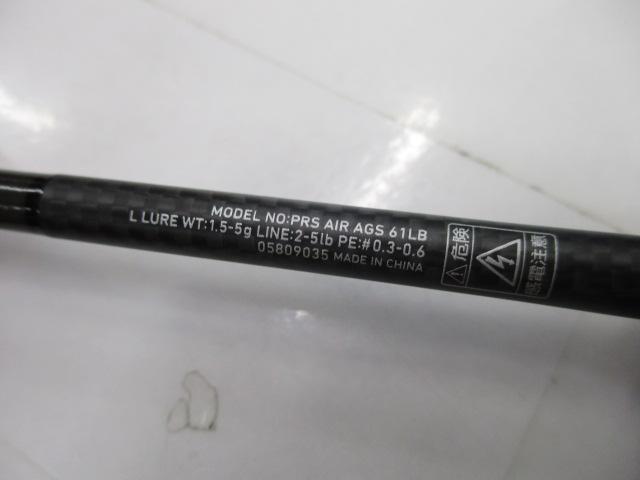 MODEL NO:PRS AIR AGS 61LB
L LURE WT:1.5-5g LINE:2-5lb PE:#0.3-0.6
05809035 MADE IN CHINA
危険
感電注意